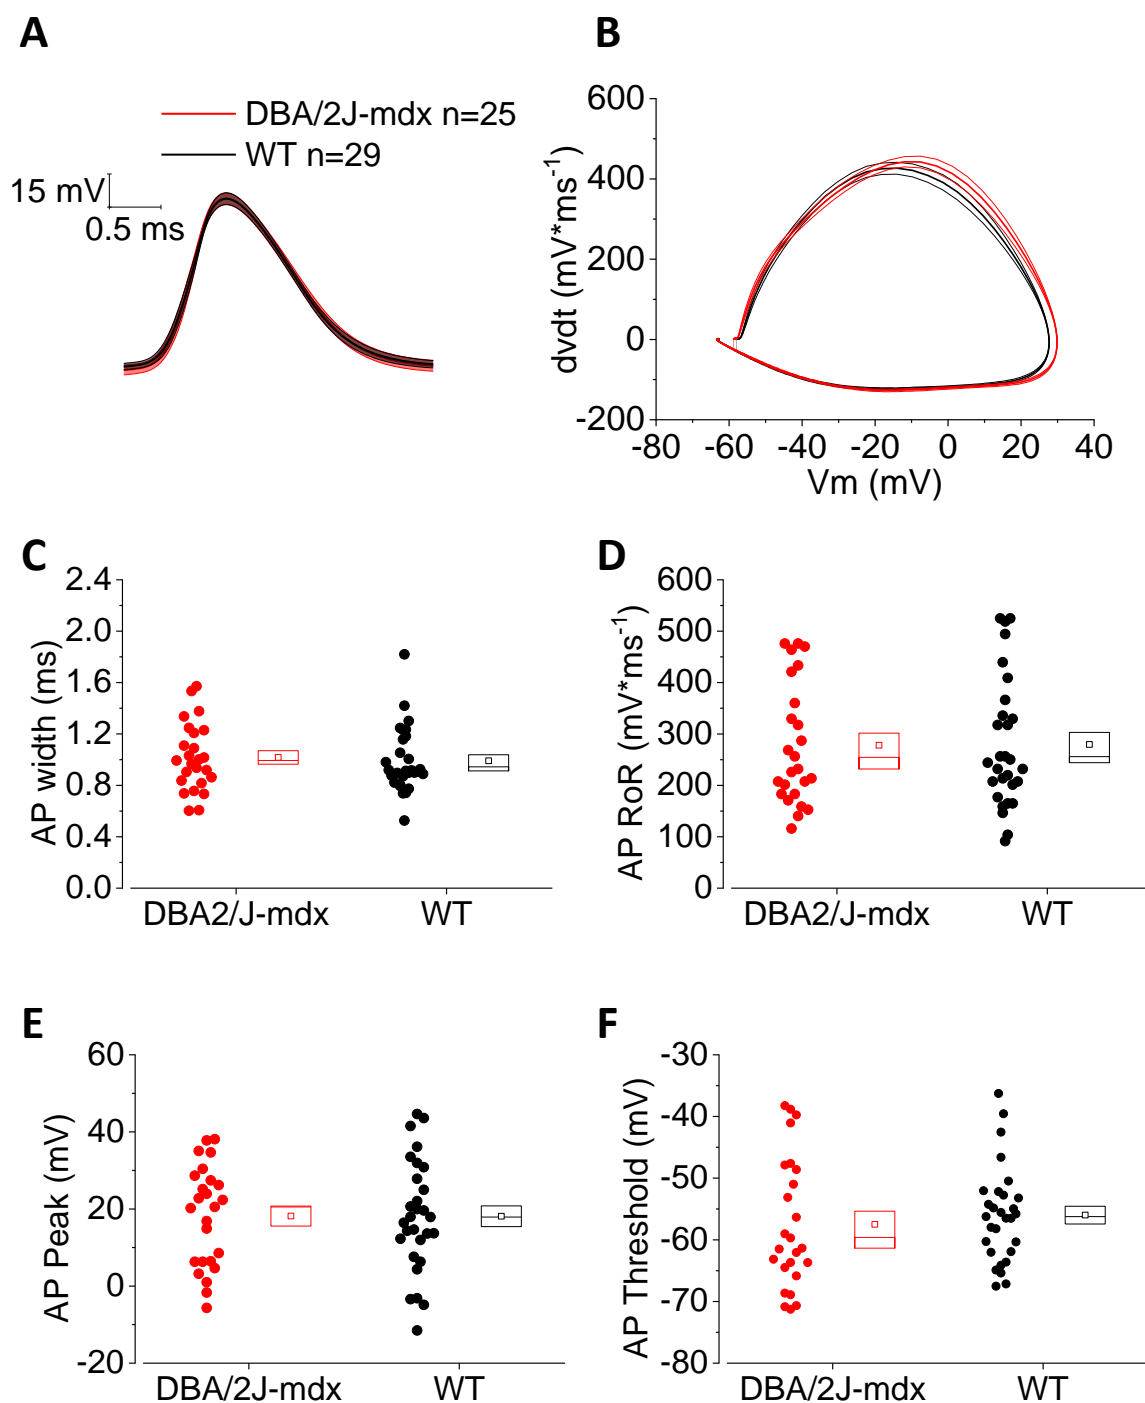 A
DBA/2J-mdx n=25
WT n=29
15 mV
0.5 ms
B
600
400
200
0
-200
dvdt (mV*ms-1)
-80 -60 -40 -20 0 20 40
Vm (mV)
C
2.4
2.0
1.6
1.2
0.8
0.4
0.0
AP width (ms)
DBA2/J-mdx WT
D
600
500
400
300
200
100
0
AP RoR (mV*ms-1)
DBA2/J-mdx WT
E
60
40
20
0
-20
AP Peak (mV)
DBA/2J-mdx WT
F
-30
-40
-50
-60
-70
-80
AP Threshold (mV)
DBA/2J-mdx WT